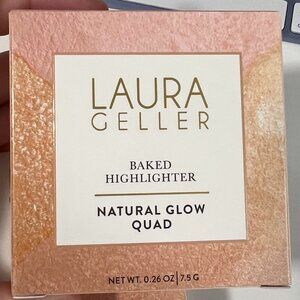 LAURA
GELLER
BAKED
HIGHLIGHTER
NATURAL GLOW
QUAD
NET WT. 0.26 OZ | 7.5 G